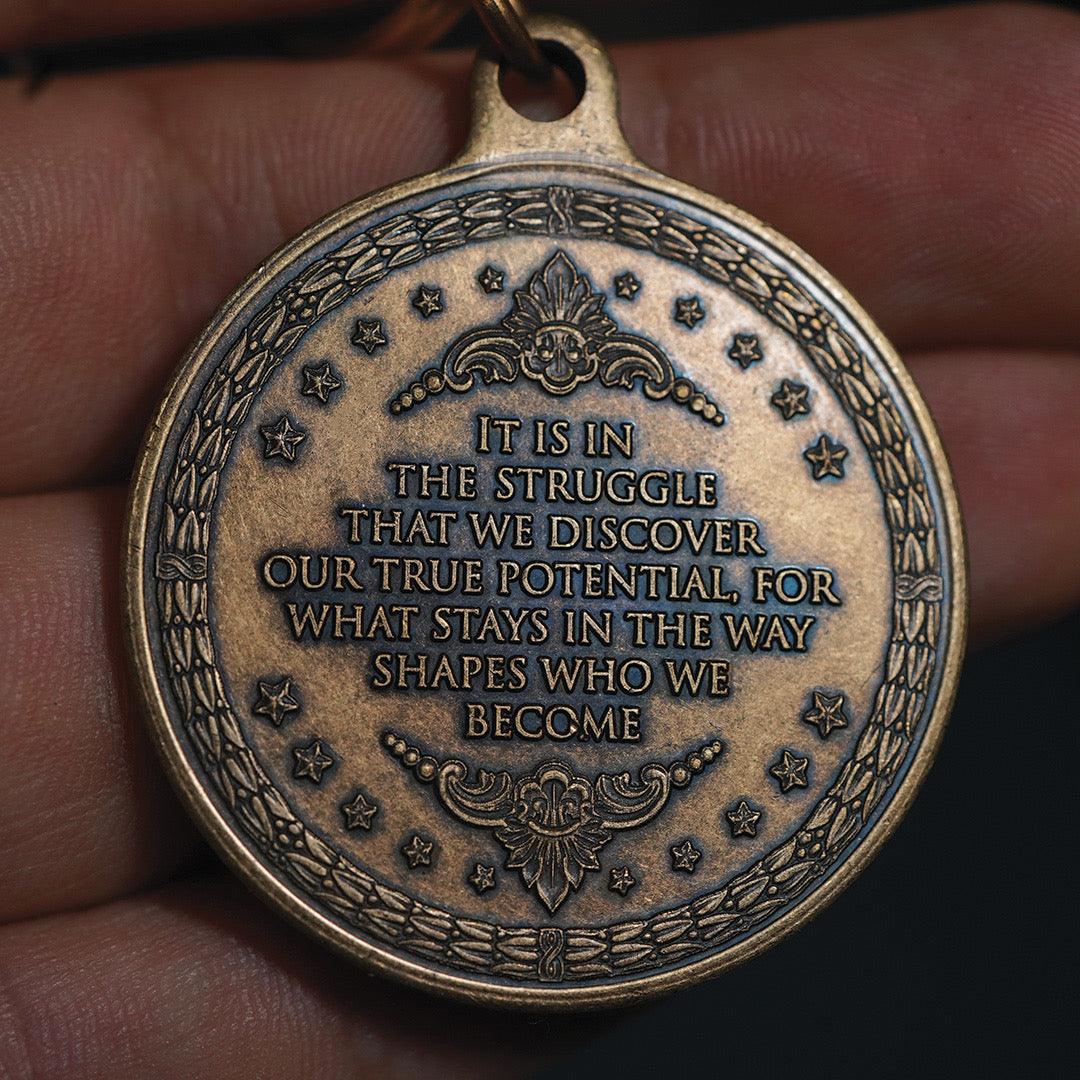 IT IS IN
THE STRUGGLE
THAT WE DISCOVER
OUR TRUE POTENTIAL, FOR
WHAT STAYS IN THE WAY
SHAPES WHO WE
BECOME